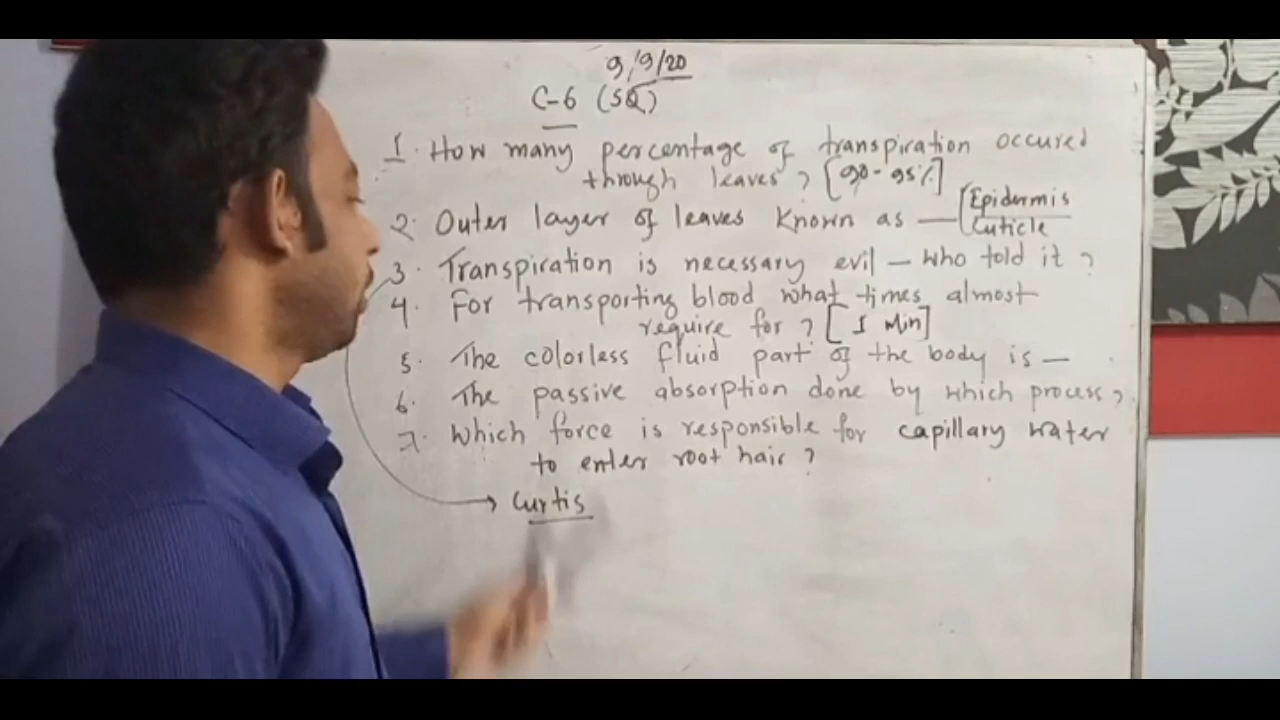 9/9/20
C-6 (SQ)
1. How many percentage of transpiration occured
through leaves? [90-95%]
2. Outer layer of leaves known as — [Epidermis
Cuticle
3. Transpiration is necessary evil — who told it?
4. For transporting blood what times almost
require for? [1 Min]
5. The colorless fluid part of the body is —
6. The passive absorption done by which process?
7. Which force is responsible for capillary water
to enter root hair?
→ Curtis